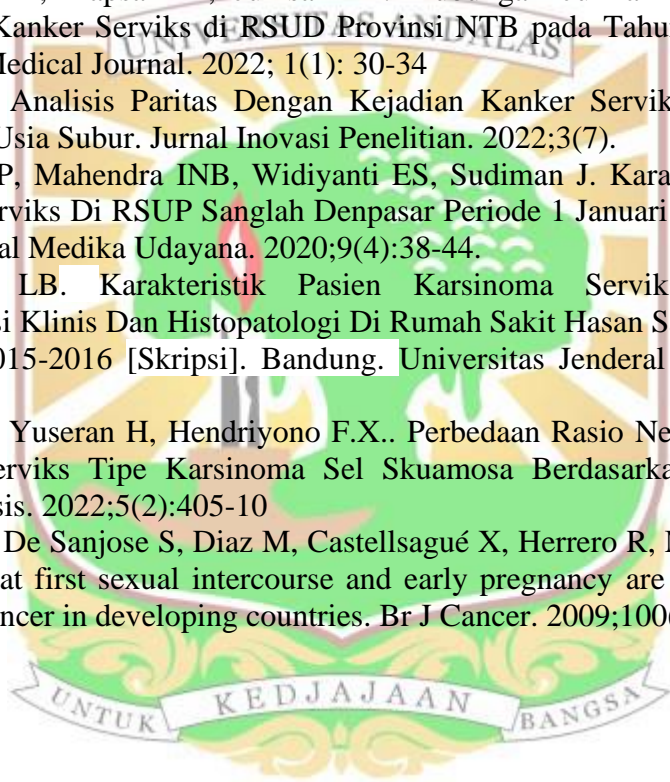 Kanker Serviks di RSUD Provinsi NTB pada Tahu
UNIVERSITAS ANDALAS
Medical Journal. 2022; 1(1): 30-34
Analisis Paritas Dengan Kejadian Kanker Servik
Usia Subur. Jurnal Inovasi Penelitian. 2022;3(7).
P, Mahendra INB, Widiyanti ES, Sudiman J. Kara
rviks Di RSUP Sanglah Denpasar Periode 1 Januari
al Medika Udayana. 2020;9(4):38-44.
LB. Karakteristik Pasien Karsinoma Servik
si Klinis Dan Histopatologi Di Rumah Sakit Hasan S
015-2016 [Skripsi]. Bandung. Universitas Jenderal
Yuseran H, Hendriyono F.X.. Perbedaan Rasio Ne
erviks Tipe Karsinoma Sel Skuamosa Berdasarka
sis. 2022;5(2):405-10
De Sanjose S, Diaz M, Castellsagué X, Herrero R, M
at first sexual intercourse and early pregnancy are
ncer in developing countries. Br J Cancer. 2009;100(
UNTUK KEDJAJAAN BANGSA